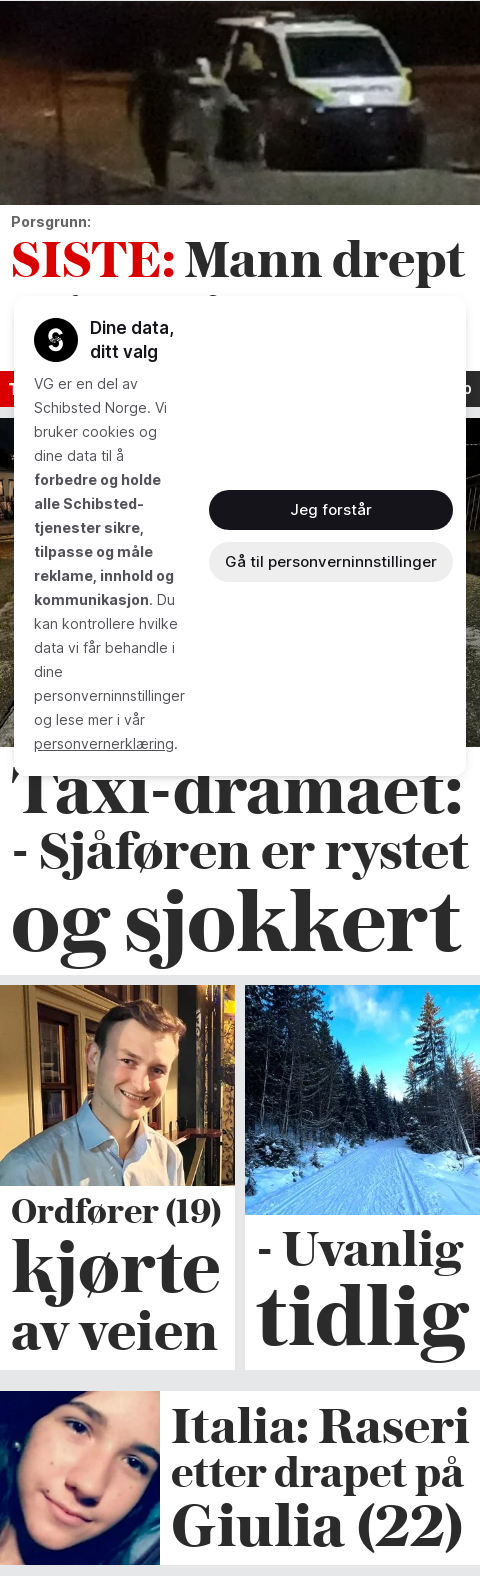 Porsgrunn:
SISTE: Mann drept
Dine data,
ditt valg
VG er en del av
Schibsted Norge. Vi
bruker cookies og
dine data til å
forbedre og holde
alle Schibsted-
tjenester sikre,
tilpasse og måle
reklame, innhold og
kommunikasjon. Du
kan kontrollere hvilke
data vi får behandle i
dine
personverninnstillinger
og lese mer i vår
personvernerklæring.
Jeg forstår
Gå til personverninnstillinger
Taxi-dramaet:
- Sjåføren er rystet
og sjokkert
Ordfører (19)
kjørte
av veien
- Uvanlig
tidlig
Italia: Raseri
etter drapet på
Giulia (22)